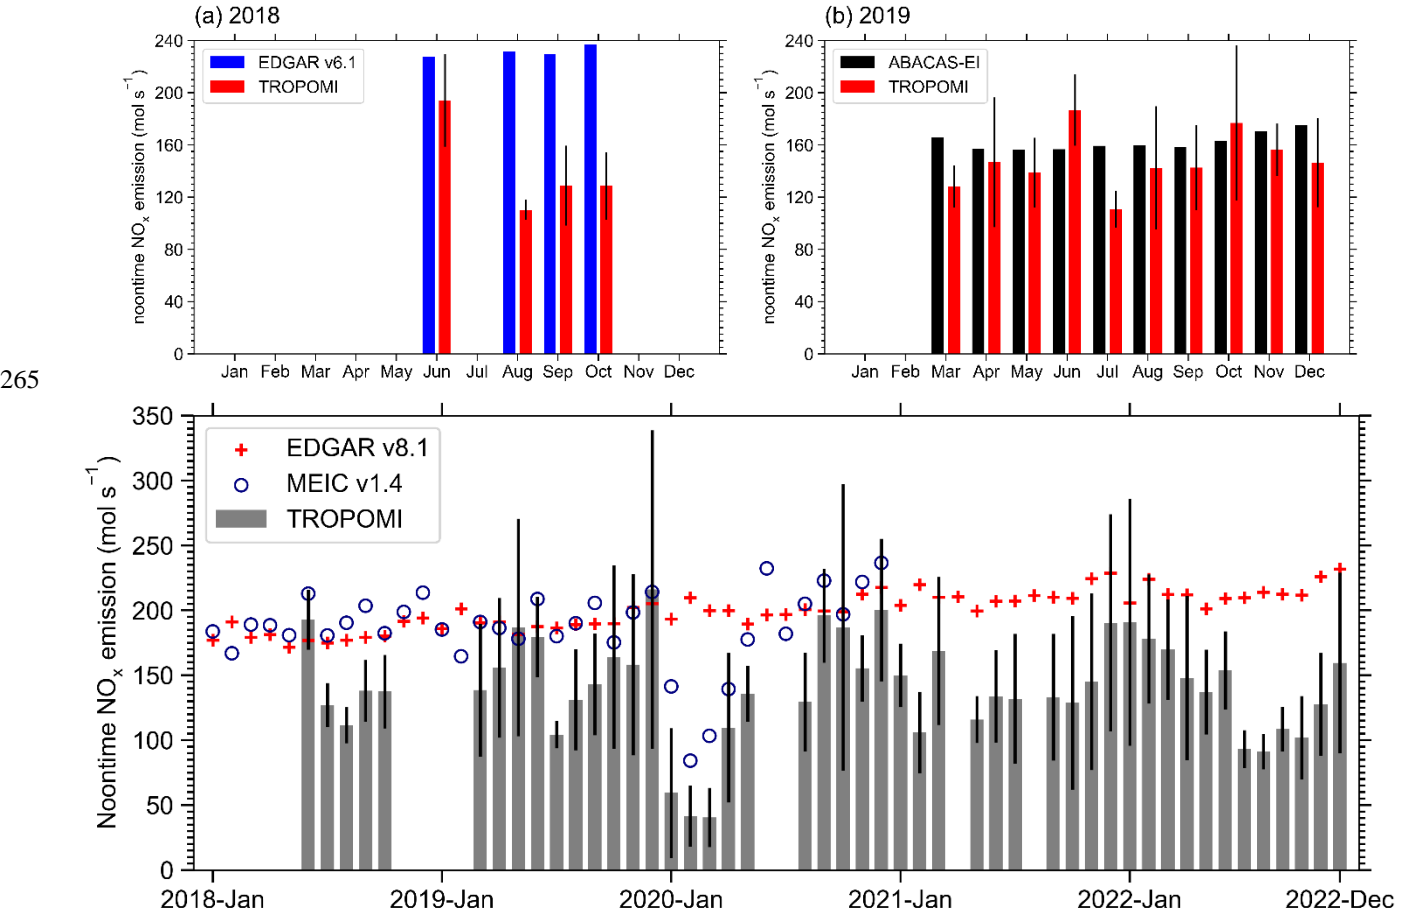 (a) 2018
240
200
160
120
80
40
0
noontime NOₓ emission (mol s⁻¹)
EDGAR v6.1
TROPOMI
Jan Feb Mar Apr May Jun Jul Aug Sep Oct Nov Dec
(b) 2019
240
200
160
120
80
40
0
noontime NOₓ emission (mol s⁻¹)
ABACAS-EI
TROPOMI
Jan Feb Mar Apr May Jun Jul Aug Sep Oct Nov Dec
265
350
300
250
200
150
100
50
0
Noontime NOₓ emission (mol s⁻¹)
EDGAR v8.1
MEIC v1.4
TROPOMI
2018-Jan 2019-Jan 2020-Jan 2021-Jan 2022-Jan 2022-Dec